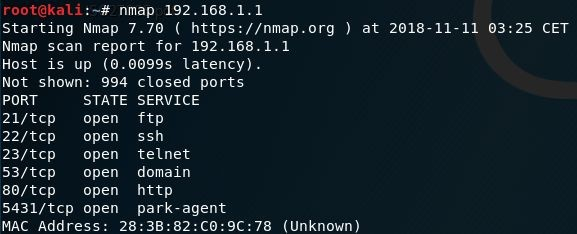 root@kali:~# nmap 192.168.1.1
Starting Nmap 7.70 ( https://nmap.org ) at 2018-11-11 03:25 CET
Nmap scan report for 192.168.1.1
Host is up (0.0099s latency).
Not shown: 994 closed ports
PORT     STATE SERVICE
21/tcp   open  ftp
22/tcp   open  ssh
23/tcp   open  telnet
53/tcp   open  domain
80/tcp   open  http
5431/tcp open  park-agent
MAC Address: 28:3B:82:C0:9C:78 (Unknown)